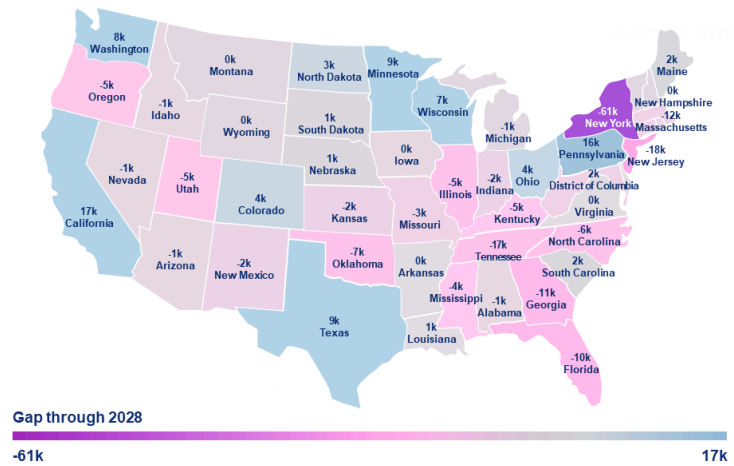 8k
Washington
0k
Montana
3k
North Dakota
9k
Minnesota
2k
Maine
-5k
Oregon
-1k
Idaho
0k
Wyoming
1k
South Dakota
7k
Wisconsin
-1k
Michigan
-61k
New York
0k
New Hampshire
-12k
Massachusetts
-18k
New Jersey
16k
Pennsylvania
-1k
Nevada
-5k
Utah
4k
Colorado
1k
Nebraska
0k
Iowa
-5k
Illinois
-2k
Indiana
4k
Ohio
2k
District of Columbia
0k
Virginia
17k
California
-2k
Kansas
-3k
Missouri
-5k
Kentucky
-6k
North Carolina
-1k
Arizona
-2k
New Mexico
-7k
Oklahoma
0k
Arkansas
-17k
Tennessee
2k
South Carolina
-4k
Mississippi
-1k
Alabama
-11k
Georgia
9k
Texas
1k
Louisiana
-10k
Florida
Gap through 2028
-61k
17k